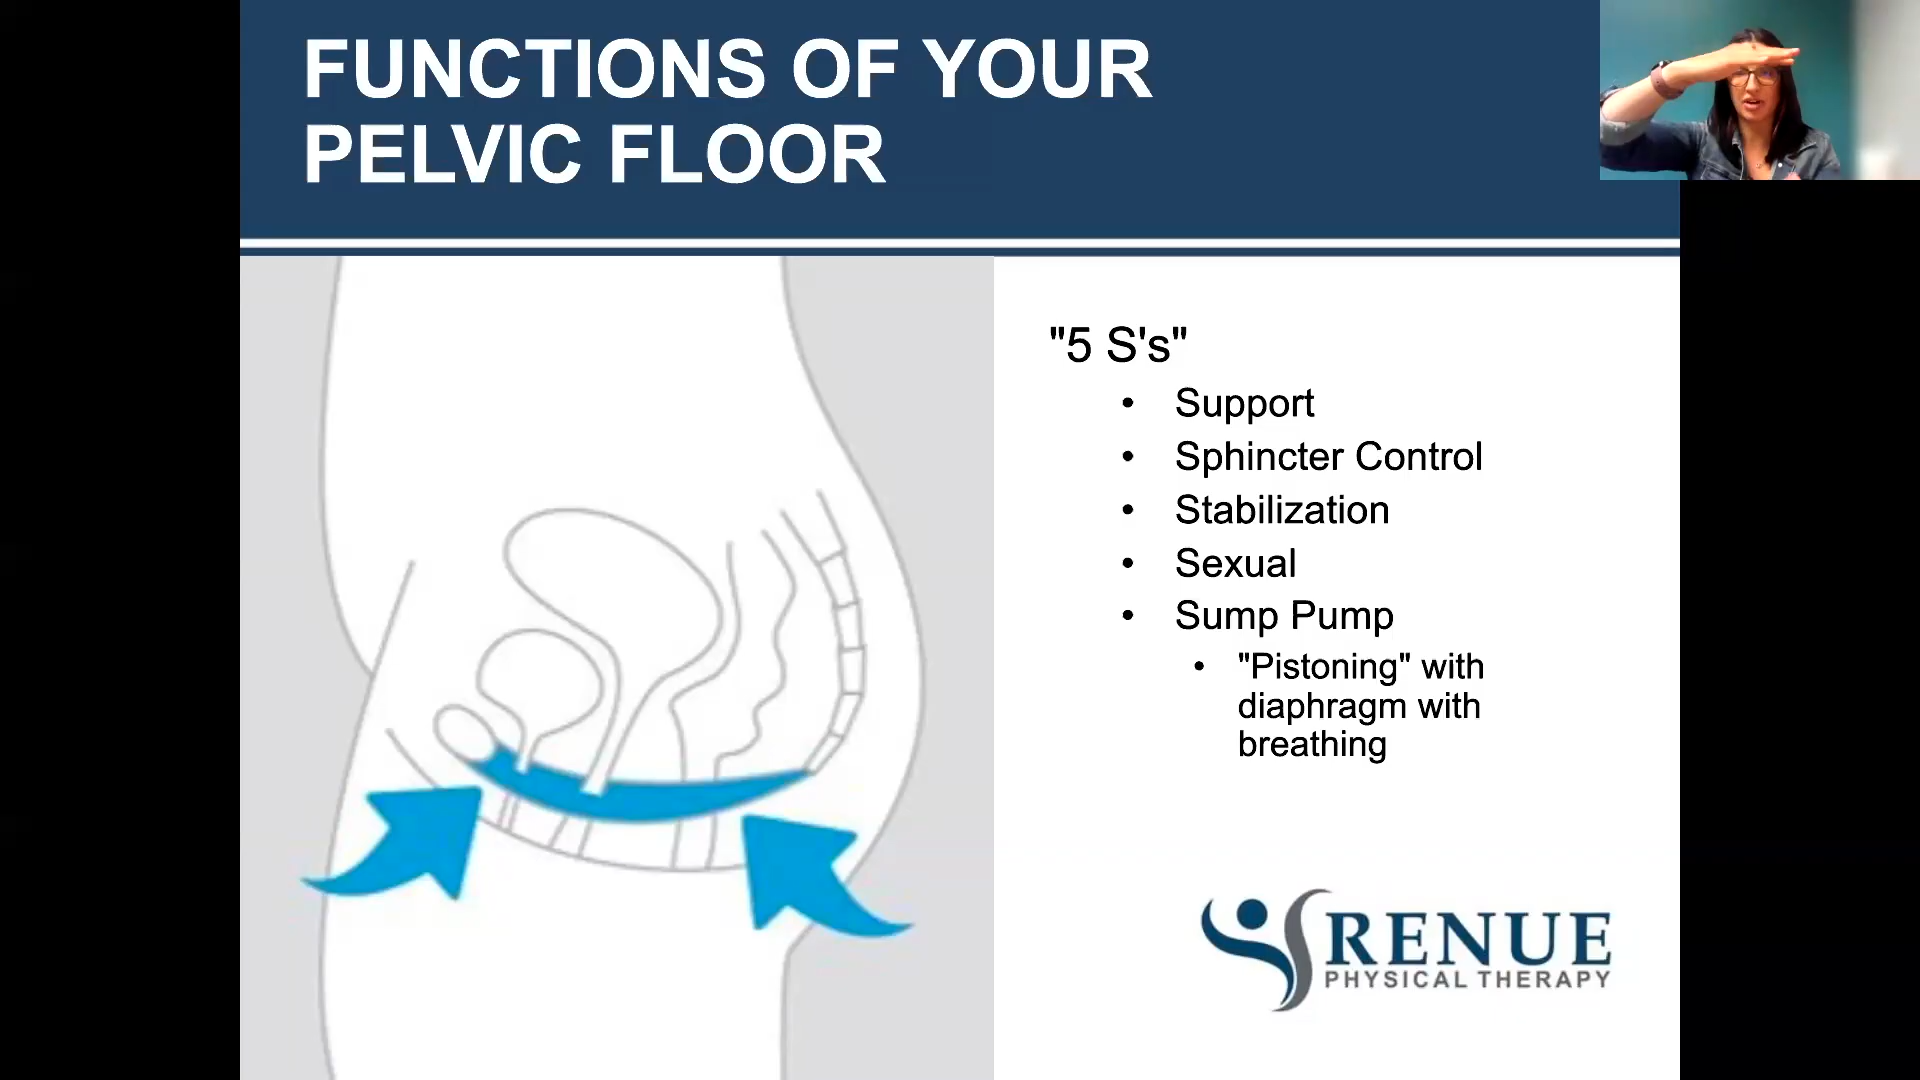 FUNCTIONS OF YOUR
PELVIC FLOOR
"5 S's"
• Support
• Sphincter Control
• Stabilization
• Sexual
• Sump Pump
• "Pistoning" with
diaphragm with
breathing
RENUE
PHYSICAL THERAPY